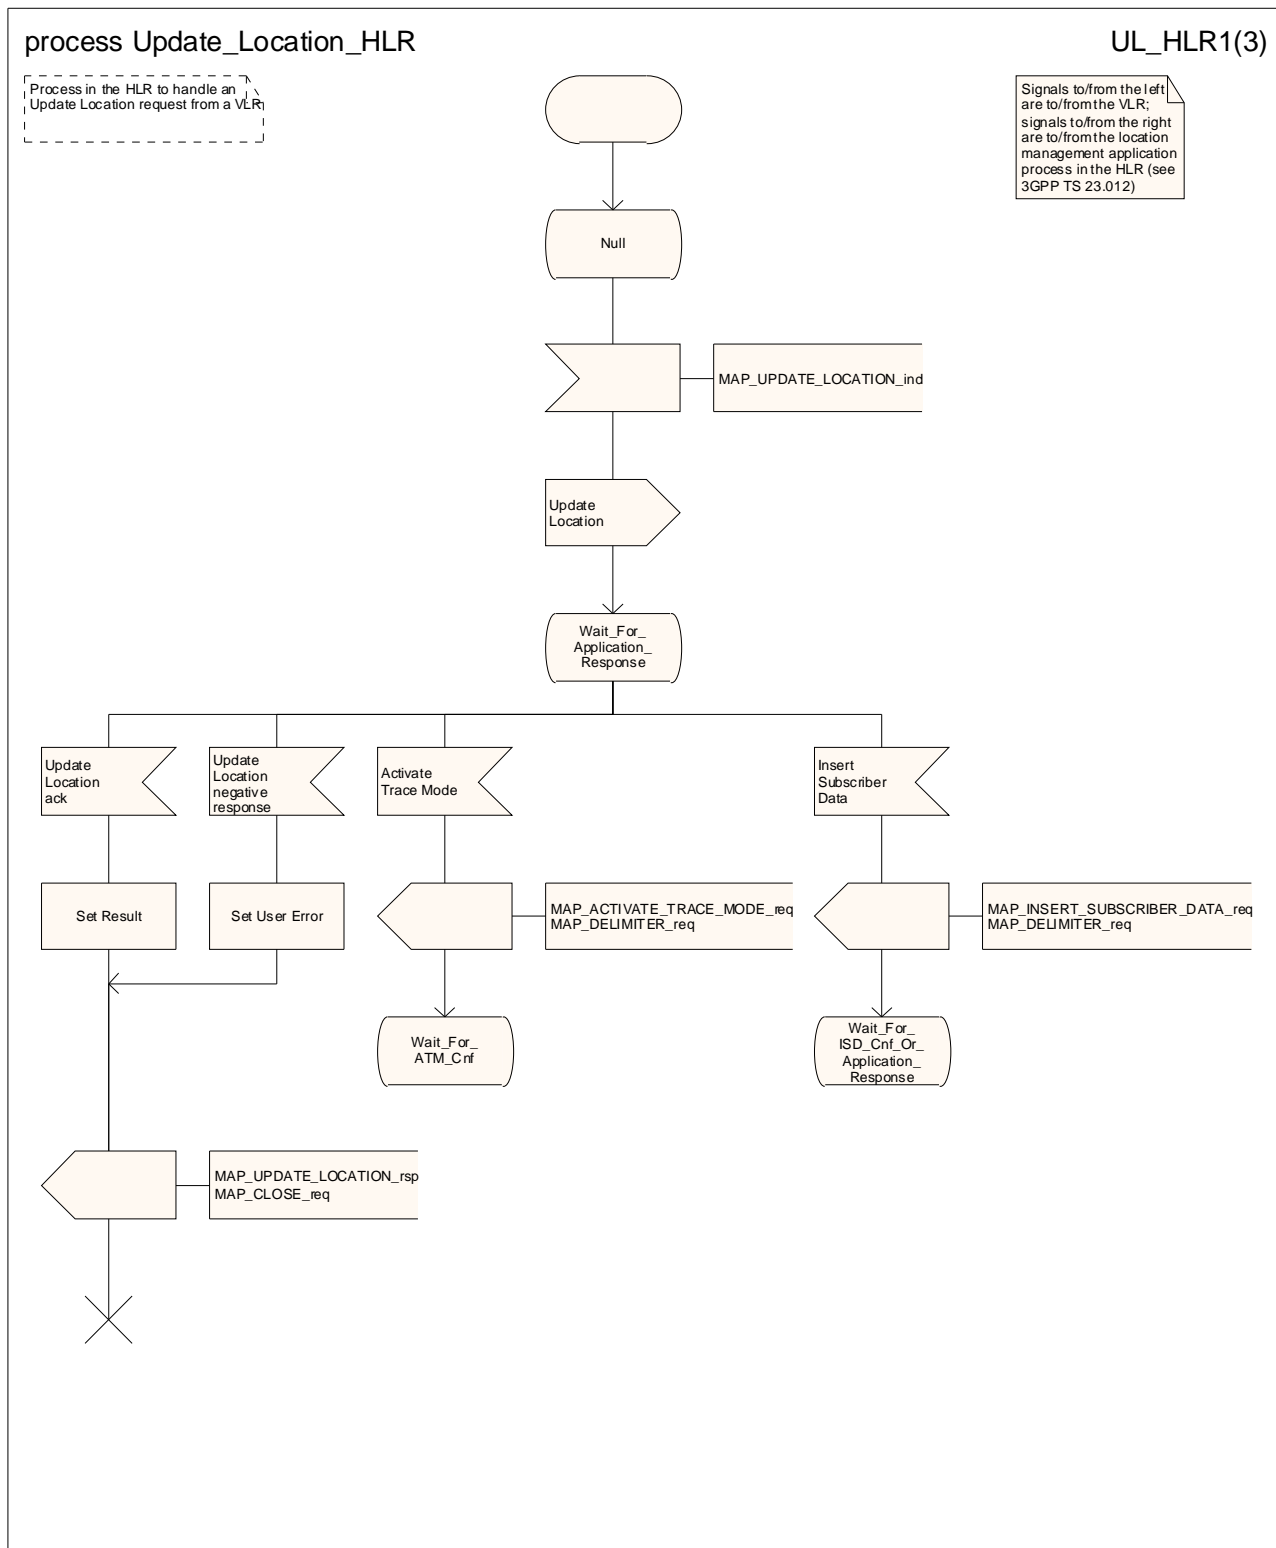 process Update_Location_HLR
UL_HLR1(3)
Process in the HLR to handle an
Update Location request from a VLR
Signals to/from the left
are to/from the VLR;
signals to/from the right
are to/from the location
management application
process in the HLR (see
3GPP TS 23.012)
Null
MAP_UPDATE_LOCATION_ind
Update
Location
Wait_For_
Application_
Response
Update
Location
ack
Update
Location
negative
response
Activate
Trace Mode
Insert
Subscriber
Data
Set Result
Set User Error
MAP_ACTIVATE_TRACE_MODE_req
MAP_DELIMITER_req
MAP_INSERT_SUBSCRIBER_DATA_req
MAP_DELIMITER_req
Wait_For_
ATM_Cnf
Wait_For_
ISD_Cnf_Or_
Application_
Response
MAP_UPDATE_LOCATION_rsp
MAP_CLOSE_req